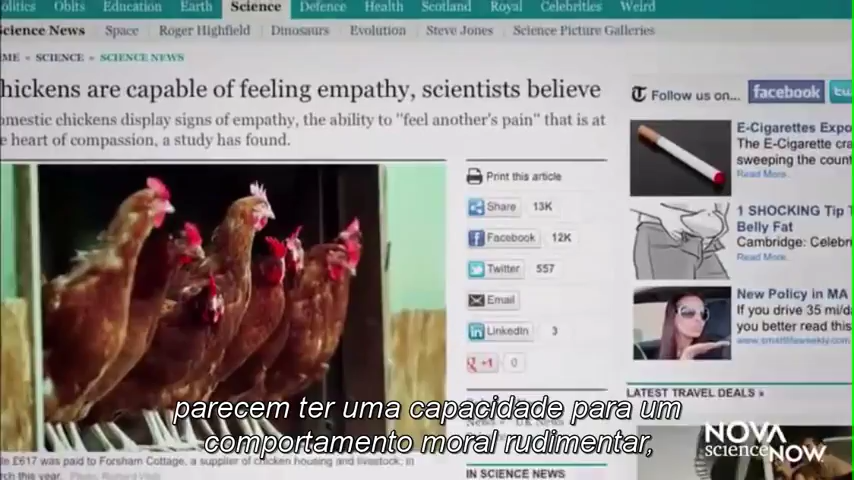 olitics Obits Education Earth Science Defence Health Scotland Royal Celebrities Weird
Science News Space Roger Highfield Dinosaurs Evolution Steve Jones Science Picture Galleries
ME » SCIENCE » SCIENCE NEWS
hickens are capable of feeling empathy, scientists believe
omestic chickens display signs of empathy, the ability to "feel another's pain" that is at
e heart of compassion, a study has found.
Print this article
Share 13K
Facebook 12K
Twitter 557
Email
LinkedIn 3
+1 0
Follow us on... facebook
E-Cigarettes Expo
The E-Cigarette cra
sweeping the count
Read More
1 SHOCKING Tip T
Belly Fat
Cambridge: Celebri
Read More
New Policy in MA
If you drive 35 mi/da
you better read this
LATEST TRAVEL DEALS »
parecem ter uma capacidade para um
comportamento moral rudimentar,
£617 was paid to Forsham Cottage, a supplier of chicken housing and livestock, in
rch this year.
IN SCIENCE NEWS
NOVA
scienceNOW